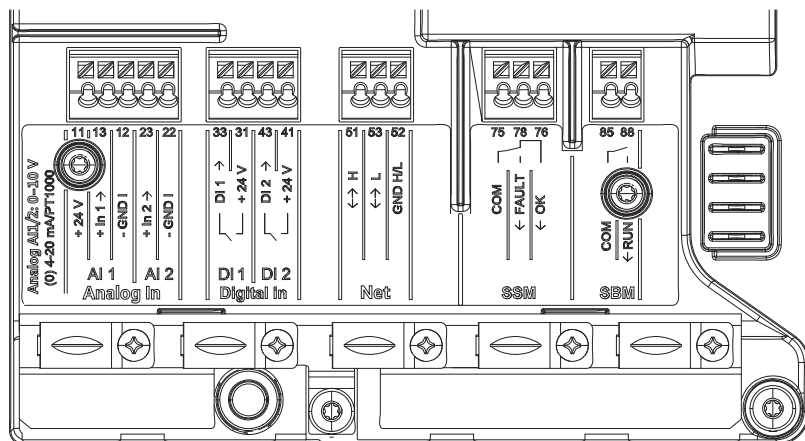 11 13 12 23 22
33 31 43 41
51 53 52
75 78 76
85 88
Analog AI1/2: 0–10 V
(0) 4-20 mA/PT1000
+ 24 V
+ In 1 →
- GND I
+ In 2 →
- GND I
DI 1 →
+ 24 V
DI 2 →
+ 24 V
←→ H
←→ L
GND H/L
COM
← FAULT
← OK
COM
← RUN
AI 1 AI 2
DI 1 DI 2
Analog In
Digital in
Net
SSM
SBM